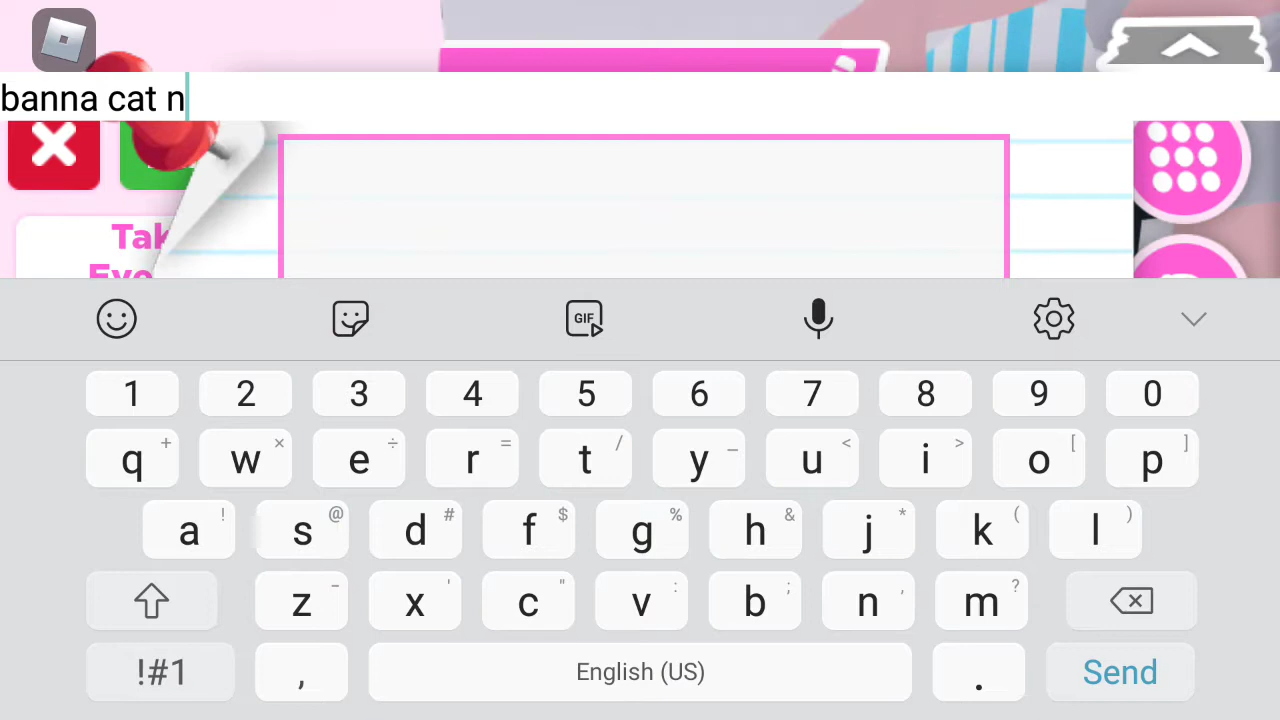 banna cat n
Tak
Eve
GIF
1 2 3 4 5 6 7 8 9 0
q + w × e ÷ r = t / y _ u < i > o [ p ]
a ! s @ d # f $ g % h & j * k ( l )
z - x ' c " v : b ; n , m ?
!#1 , English (US) . Send